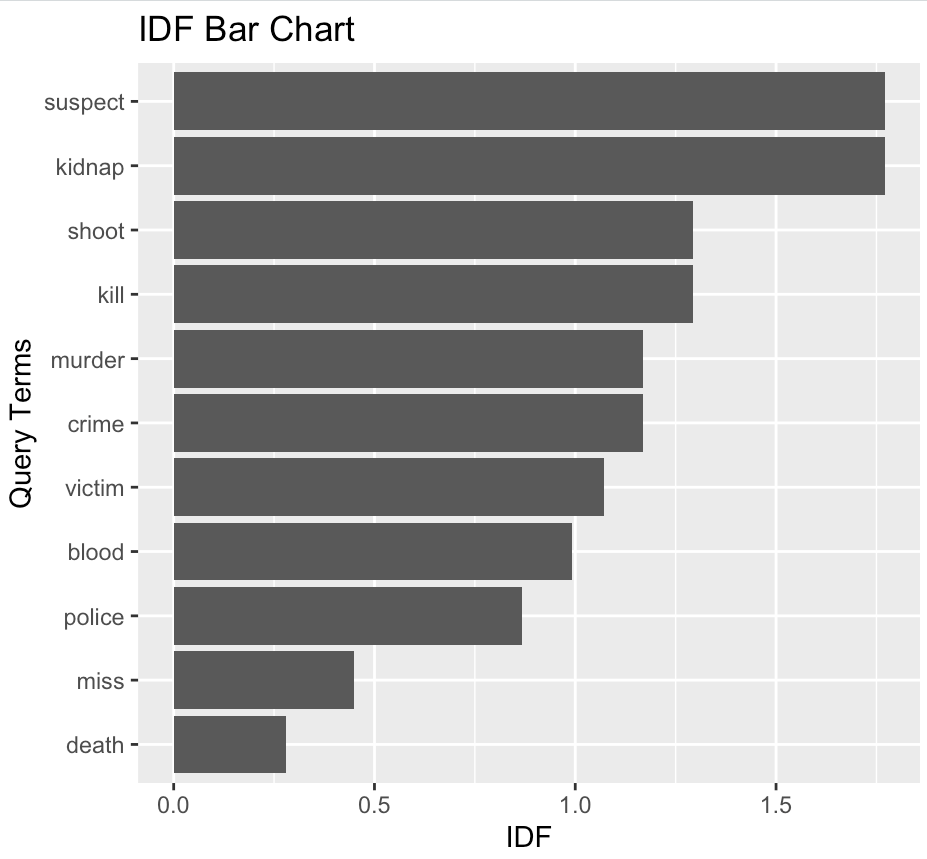 IDF Bar Chart
suspect
kidnap
shoot
kill
murder
crime
victim
blood
police
miss
death
Query Terms
0.0 0.5 1.0 1.5
IDF